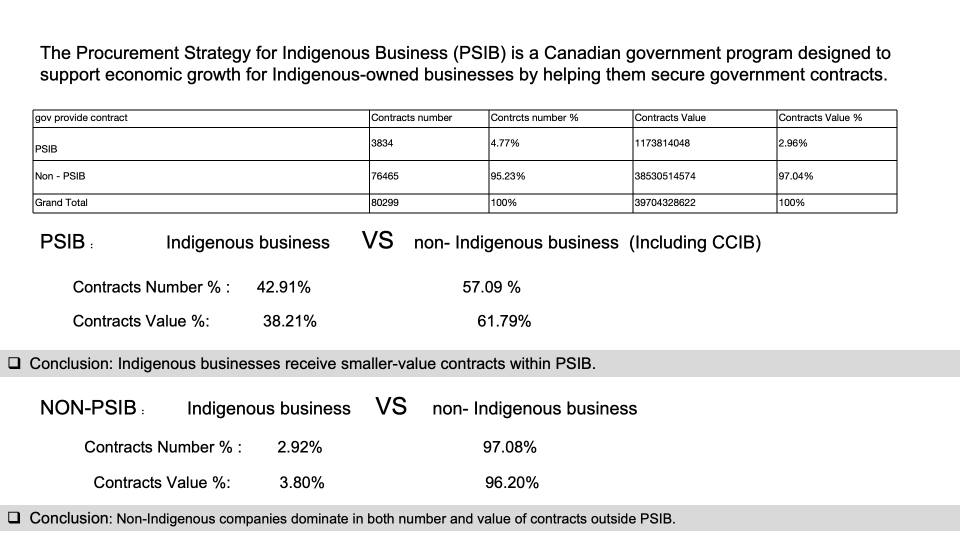 The Procurement Strategy for Indigenous Business (PSIB) is a Canadian government program designed to
support economic growth for Indigenous-owned businesses by helping them secure government contracts.
gov provide contract Contracts number Contrcts number % Contracts Value Contracts Value %
PSIB 3834 4.77% 1173814048 2.96%
Non - PSIB 76465 95.23% 38530514574 97.04%
Grand Total 80299 100% 39704328622 100%
PSIB : Indigenous business VS non- Indigenous business (Including CCIB)
Contracts Number % : 42.91% 57.09 %
Contracts Value %: 38.21% 61.79%
❑ Conclusion: Indigenous businesses receive smaller-value contracts within PSIB.
NON-PSIB : Indigenous business VS non- Indigenous business
Contracts Number % : 2.92% 97.08%
Contracts Value %: 3.80% 96.20%
❑ Conclusion: Non-Indigenous companies dominate in both number and value of contracts outside PSIB.